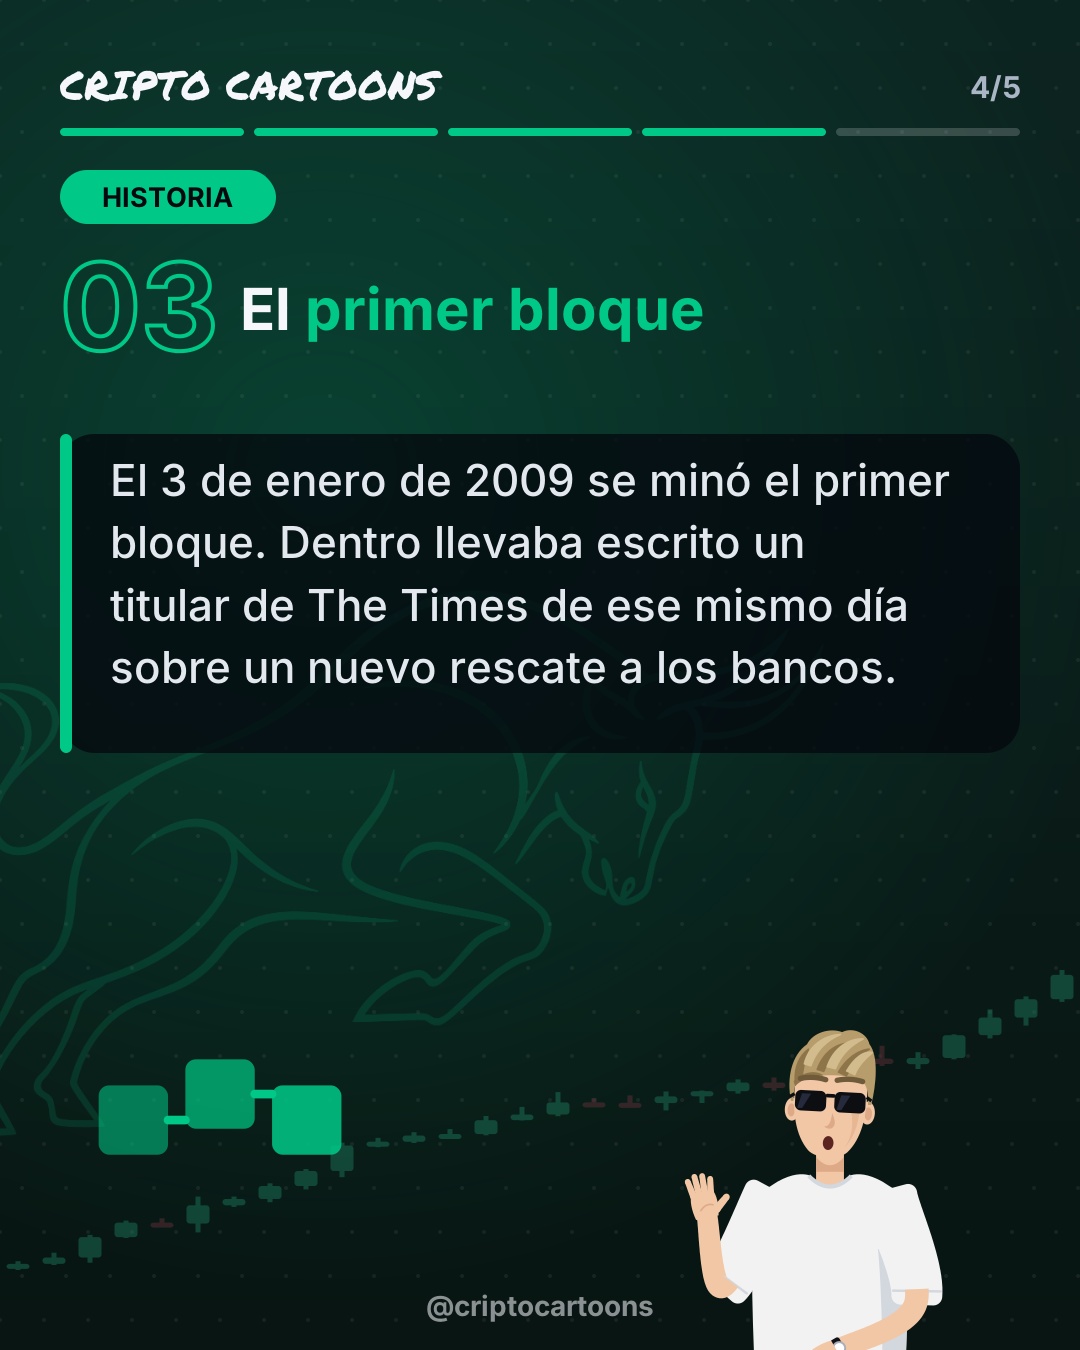 CRIPTO CARTOONS
4/5
HISTORIA
03
El primer bloque
El 3 de enero de 2009 se minó el primer
bloque. Dentro llevaba escrito un
titular de The Times de ese mismo día
sobre un nuevo rescate a los bancos.
@criptocartoons